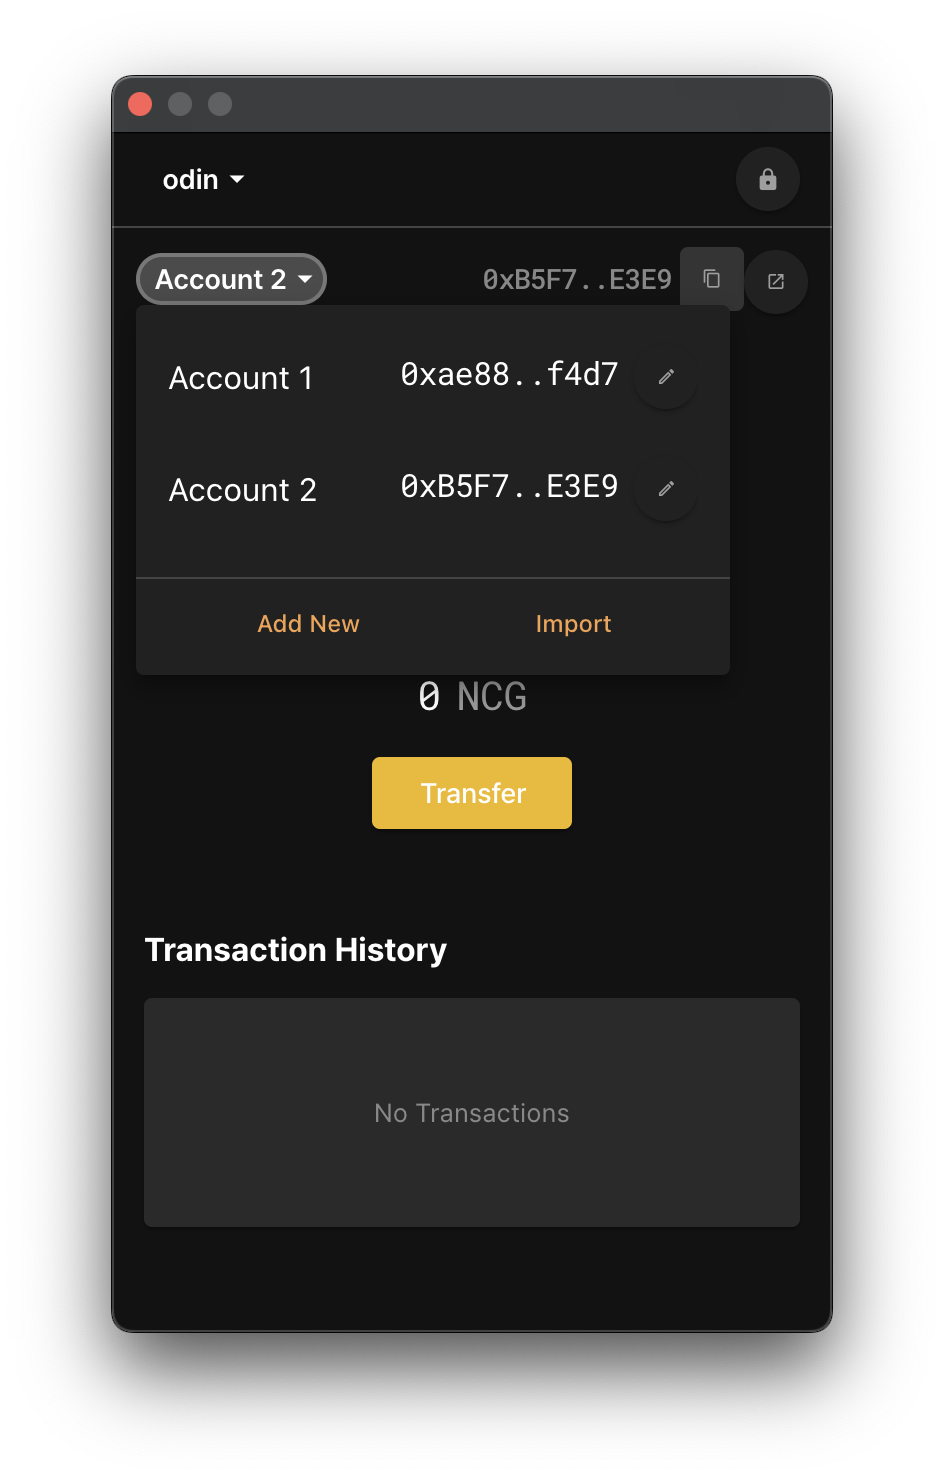 odin
Account 2 0xB5F7..E3E9
Account 1 0xae88..f4d7
Account 2 0xB5F7..E3E9
Add New Import
0 NCG
Transfer
Transaction History
No Transactions